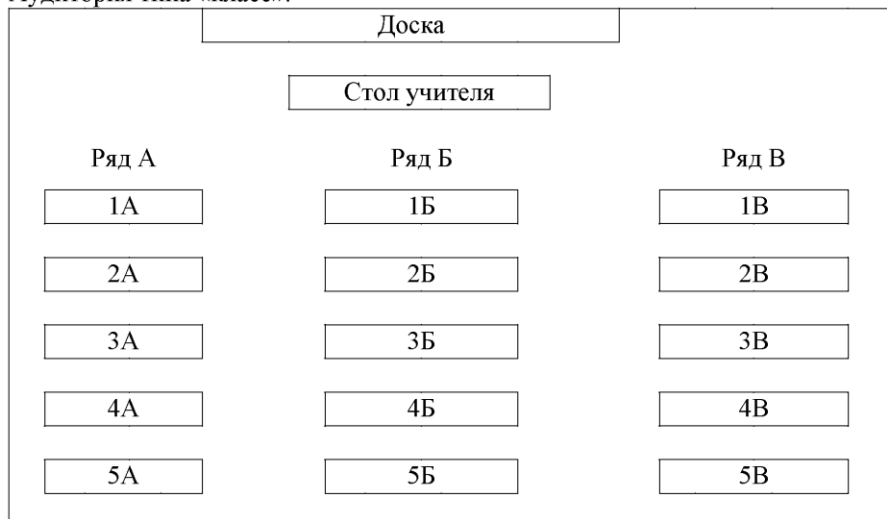 Доска
Стол учителя
Ряд А Ряд Б Ряд В
1А 1Б 1В
2А 2Б 2В
3А 3Б 3В
4А 4Б 4В
5А 5Б 5В